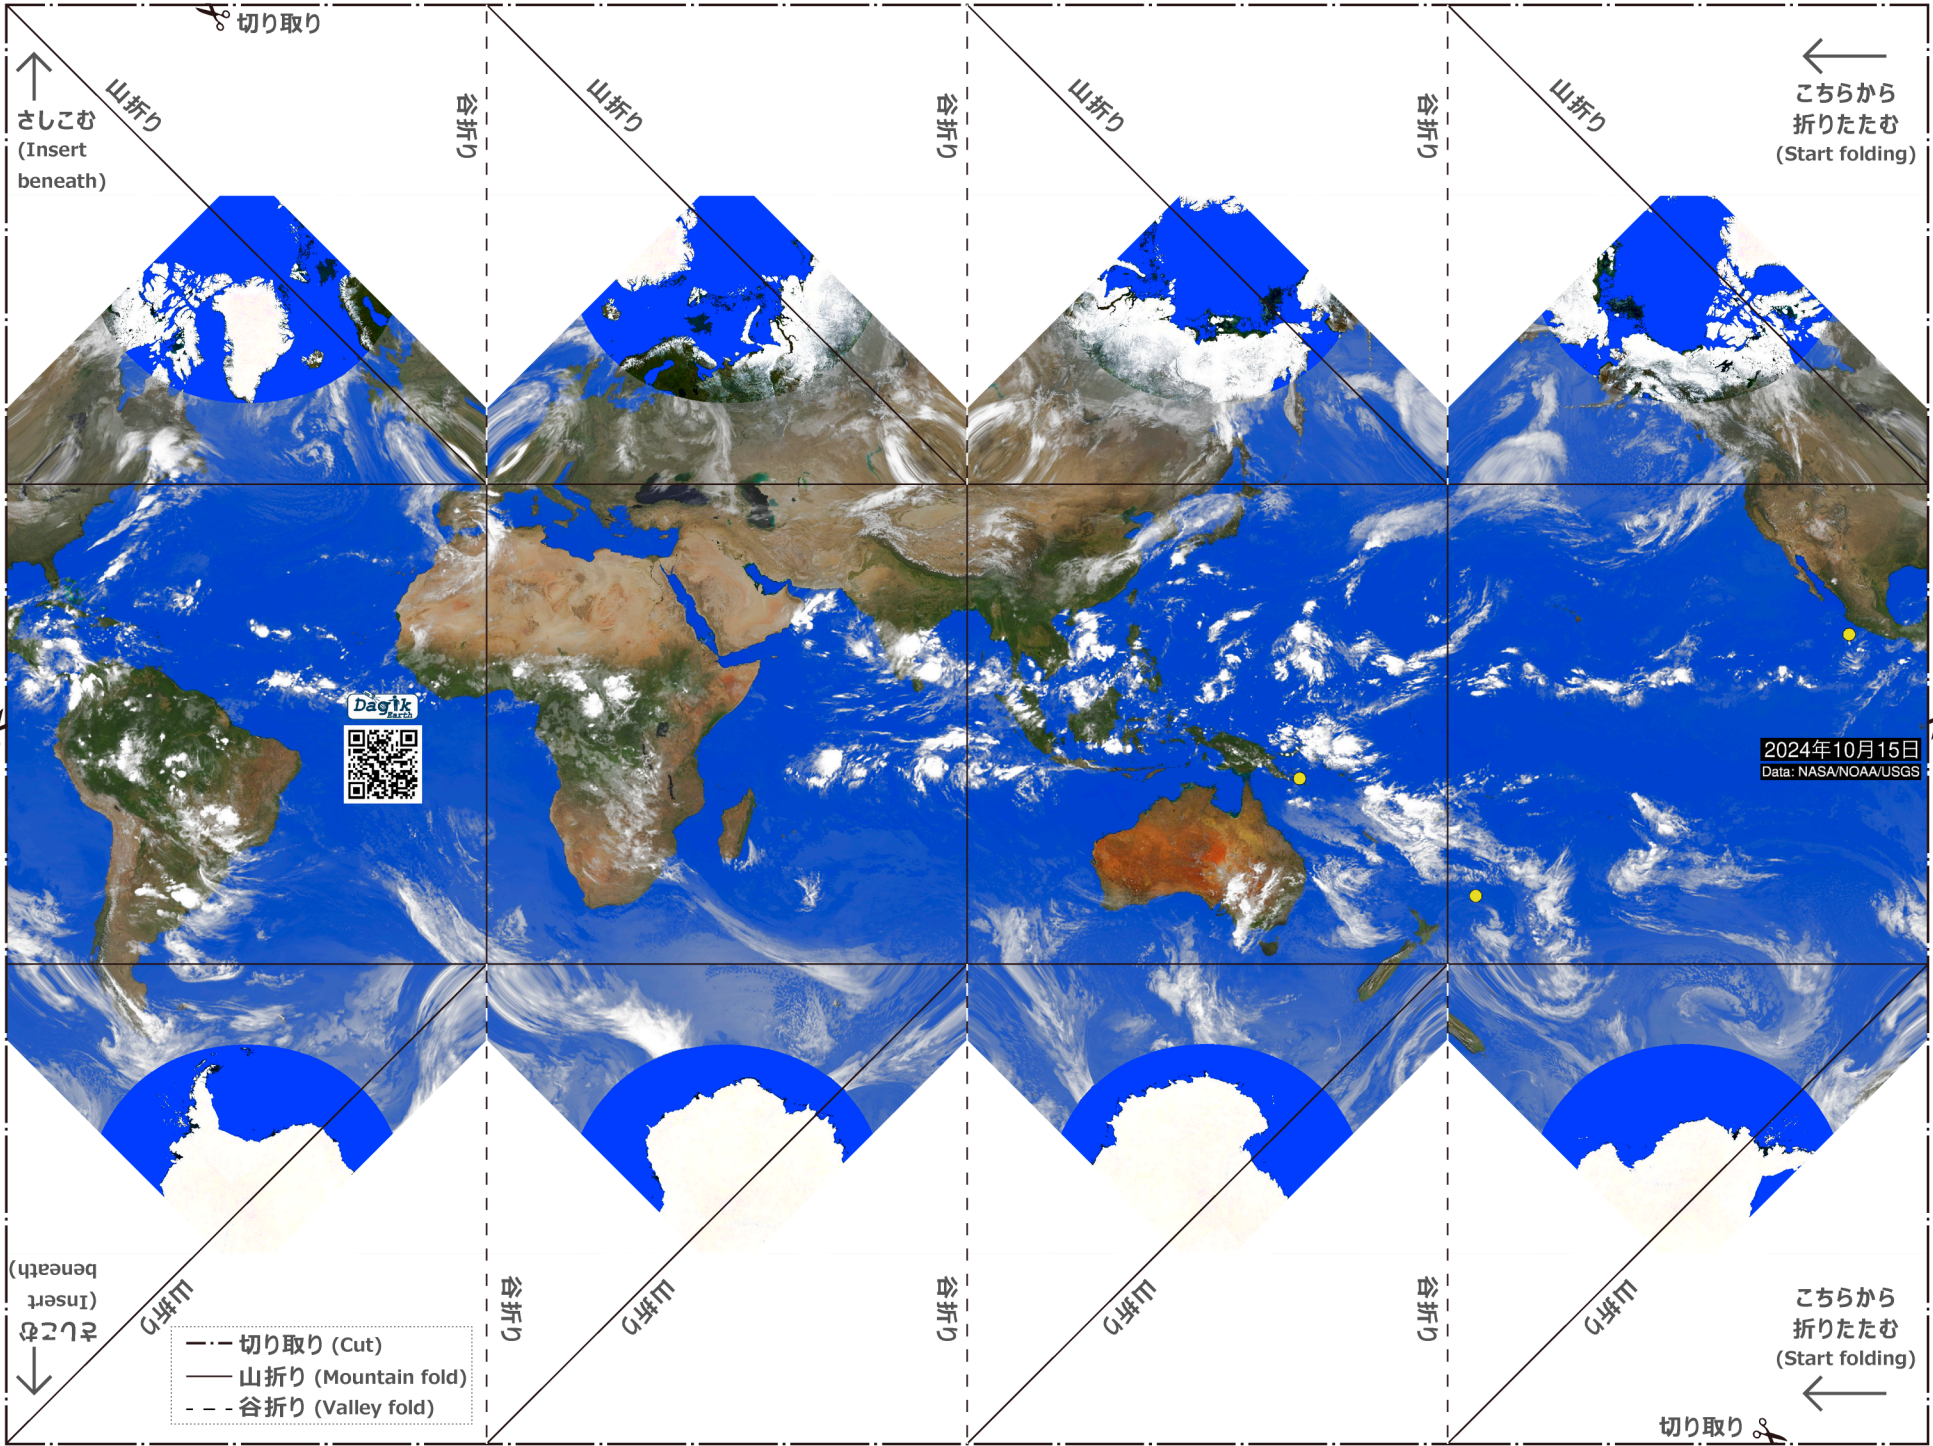 切り取り
さしこむ
(Insert
beneath)
山折り
谷折り
山折り
谷折り
山折り
谷折り
山折り
こちらから
折りたたむ
(Start folding)
Dagik
Earth
2024年10月15日
Data: NASA/NOAA/USGS
さしこむ
(Insert
beneath)
山折り
谷折り
山折り
谷折り
山折り
谷折り
山折り
こちらから
折りたたむ
(Start folding)
切り取り (Cut)
山折り (Mountain fold)
谷折り (Valley fold)
切り取り